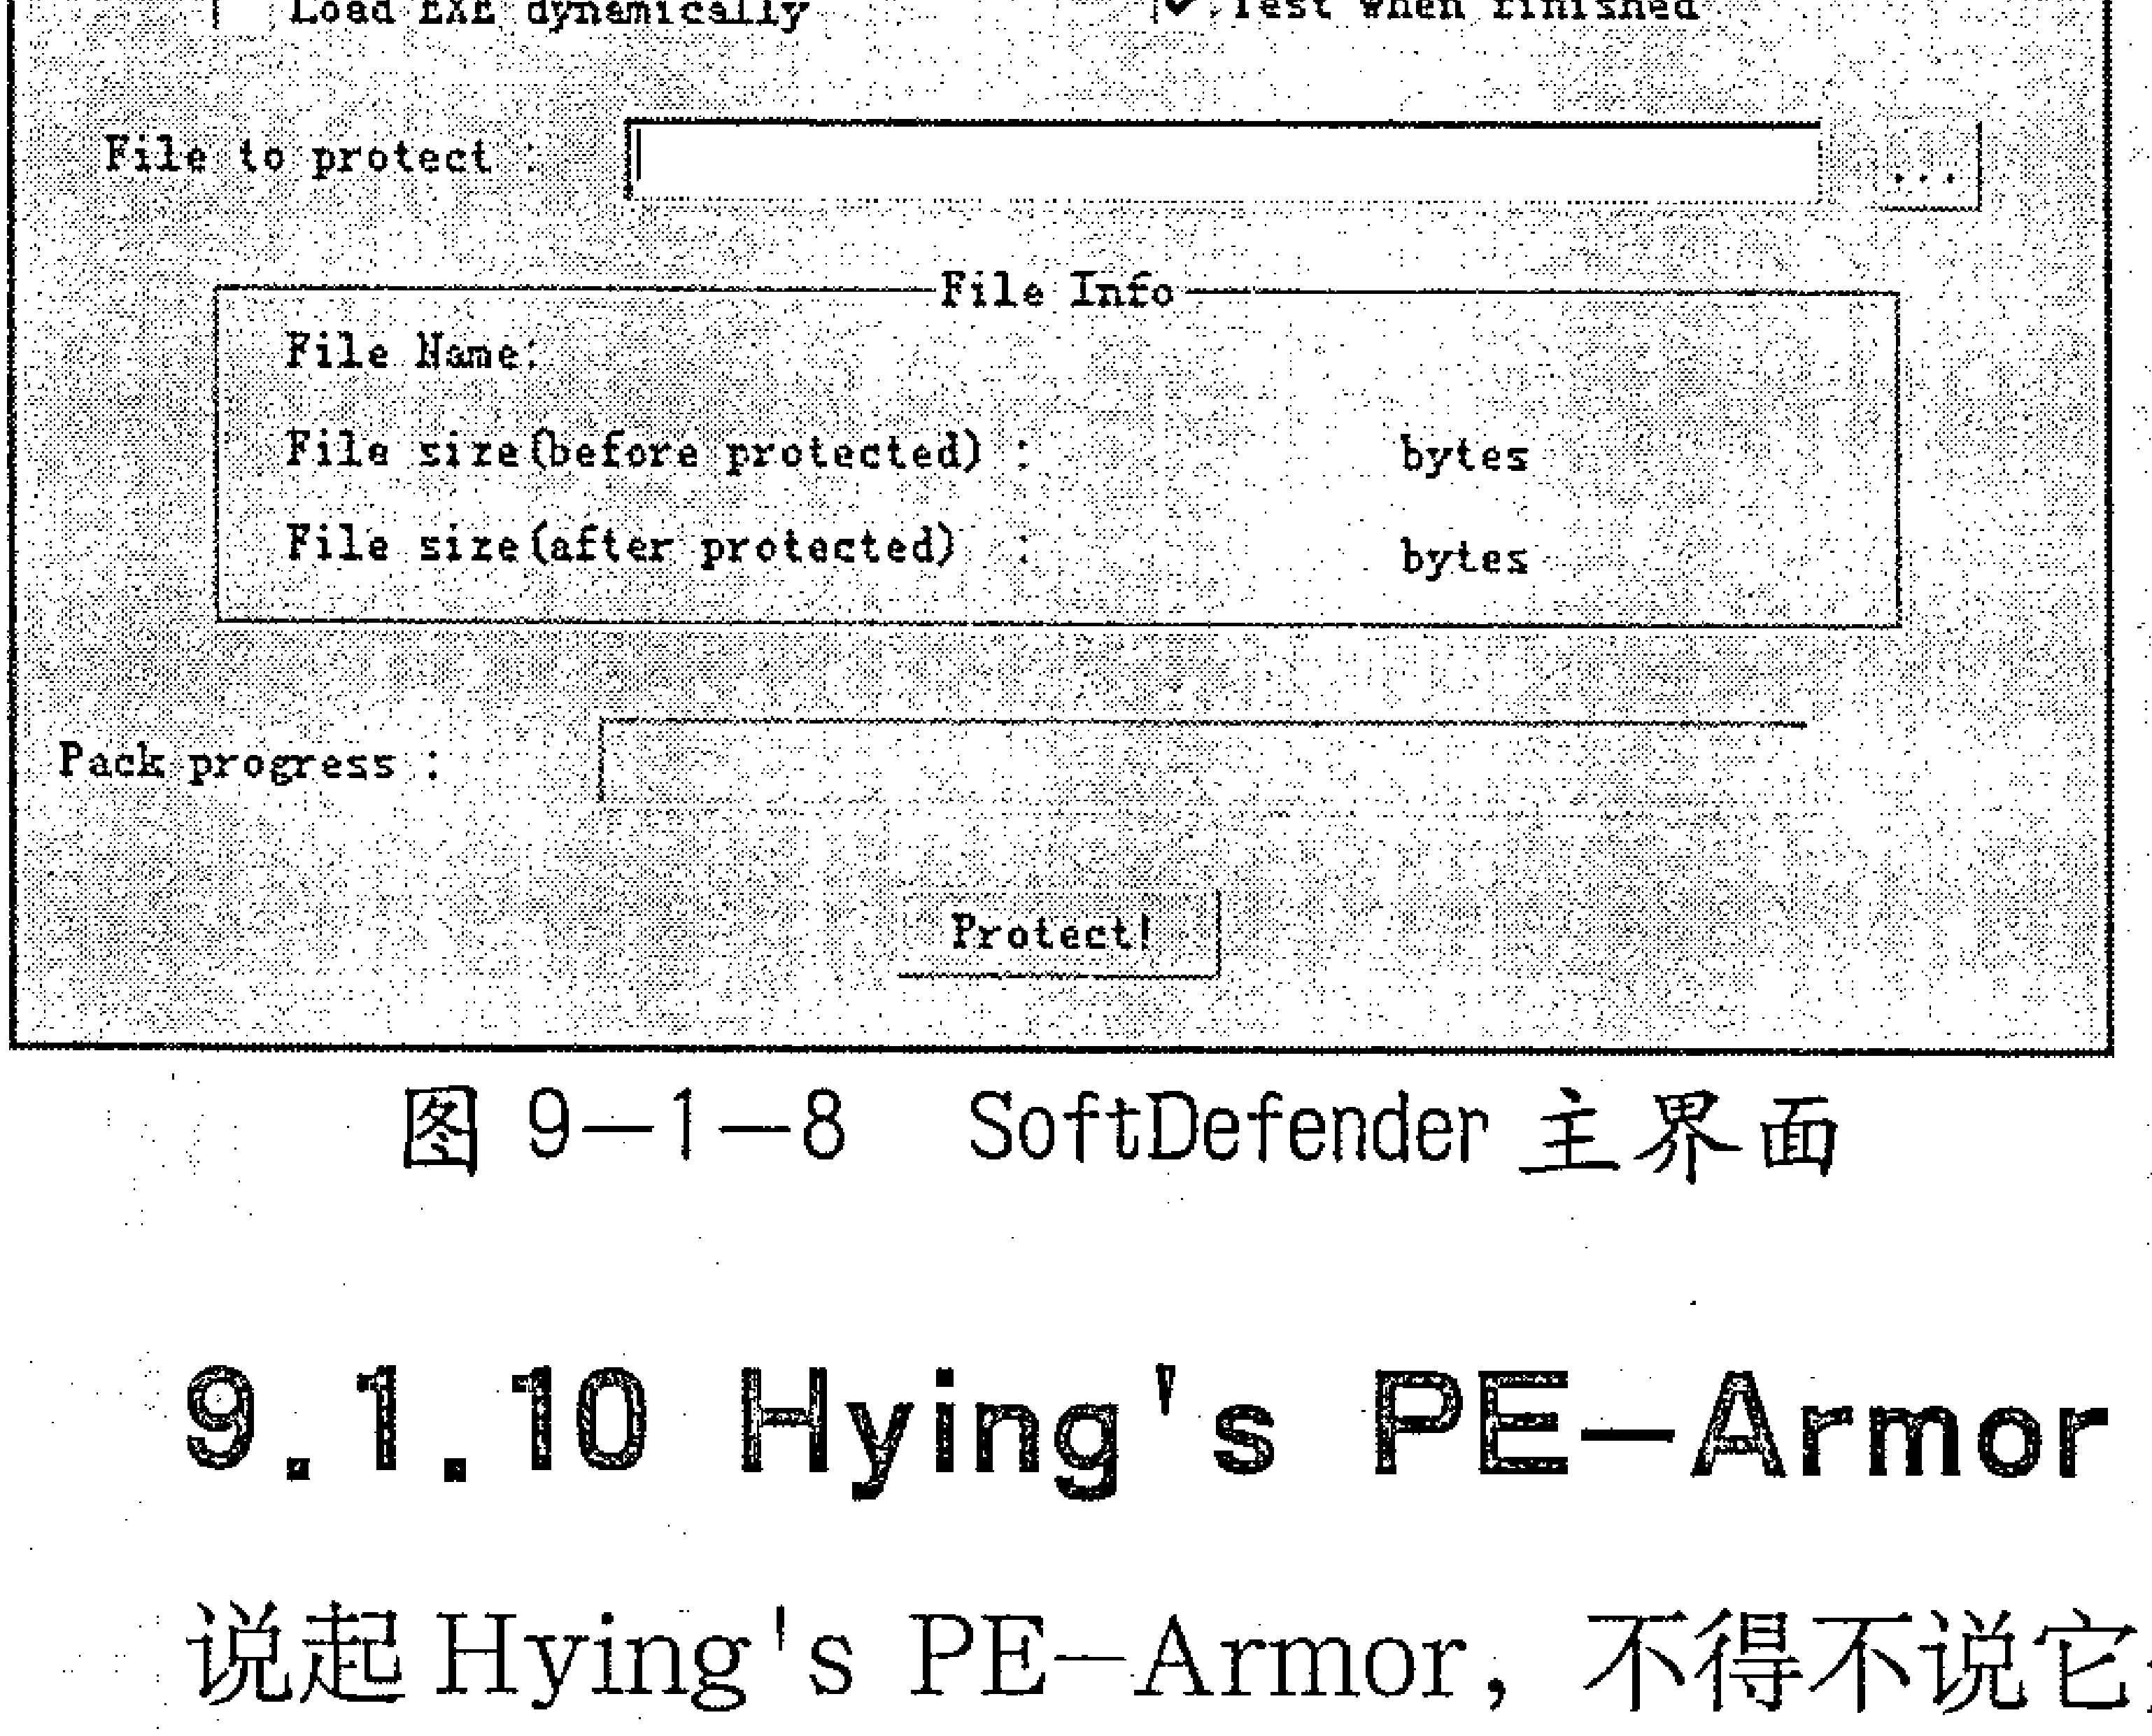 Load EXE dynamically Test when finished
File to protect : ...
File Info
File Name:
File size(before protected) : bytes
File size(after protected) : bytes
Pack progress :
Protect!
图 9-1-8 SoftDefender 主界面
9.1.10 Hying's PE-Armor
说起 Hying's PE-Armor, 不得不说它